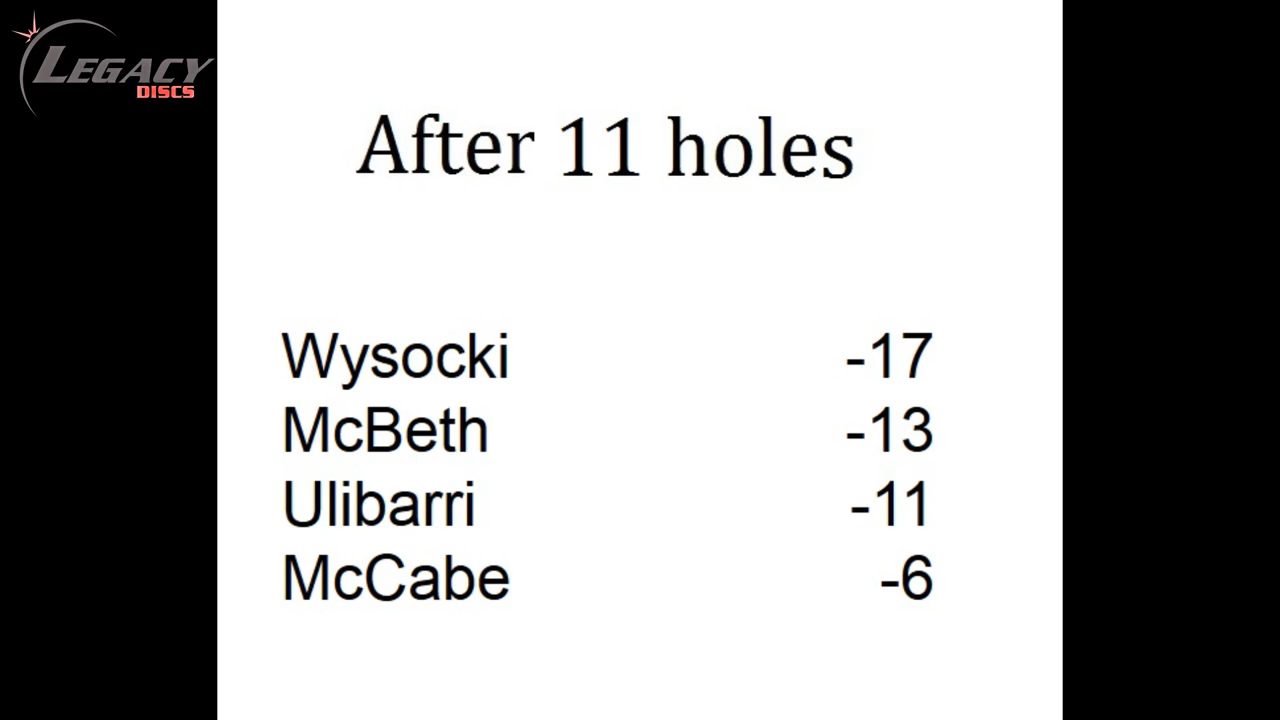 LEGACY
DISCS
After 11 holes
Wysocki -17
McBeth -13
Ulibarri -11
McCabe -6